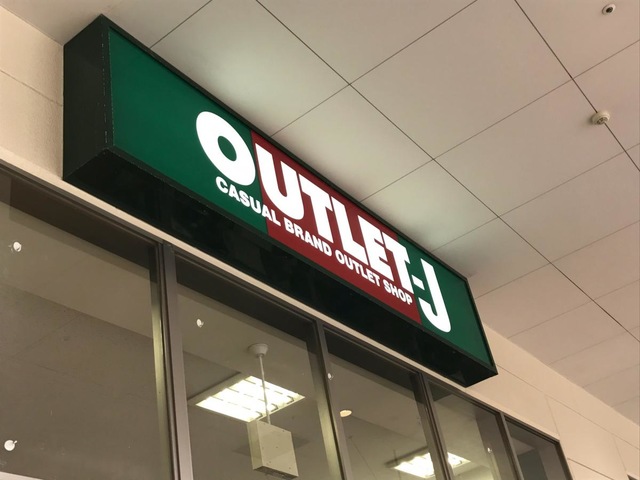 OUTLET-J
CASUAL BRAND OUTLET SHOP